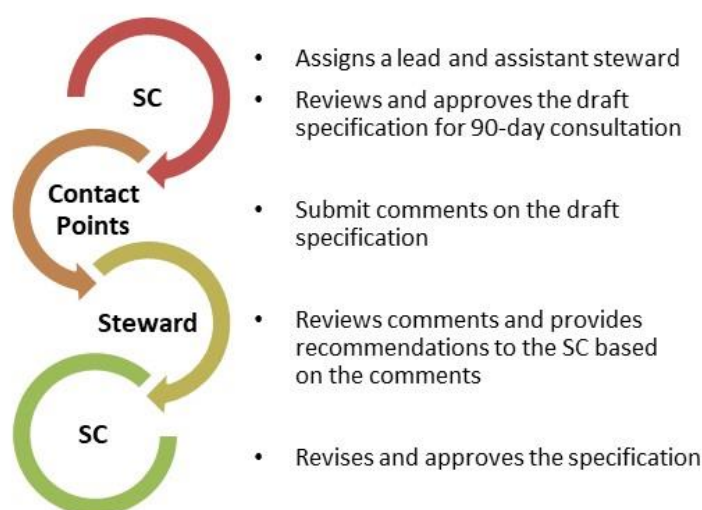 SC
• Assigns a lead and assistant steward
• Reviews and approves the draft
specification for 90-day consultation
Contact
Points
• Submit comments on the draft
specification
Steward
• Reviews comments and provides
recommendations to the SC based
on the comments
SC
• Revises and approves the specification